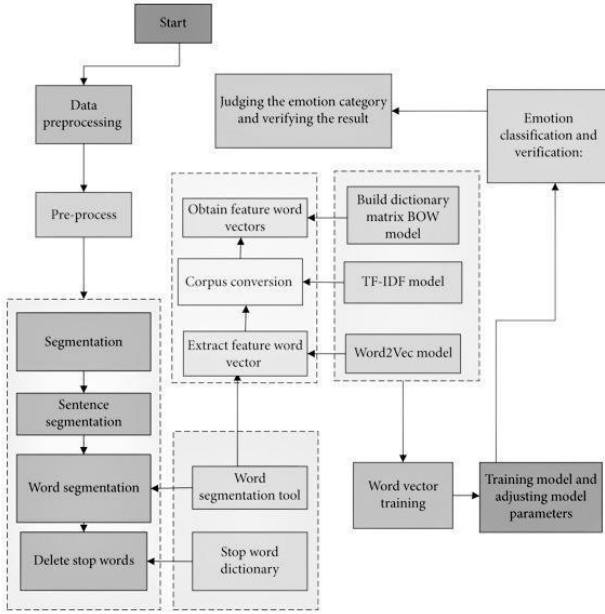 Start
Data
preprocessing
Pre-process
Segmentation
Sentence
segmentation
Word segmentation
Delete stop words
Judging the emotion category
and verifying the result
Emotion
classification and
verification:
Obtain feature word
vectors
Corpus conversion
Extract feature word
vector
Build dictionary
matrix BOW
model
TF-IDF model
Word2Vec model
Word
segmentation tool
Stop word
dictionary
Word vector
training
Training model and
adjusting model
parameters